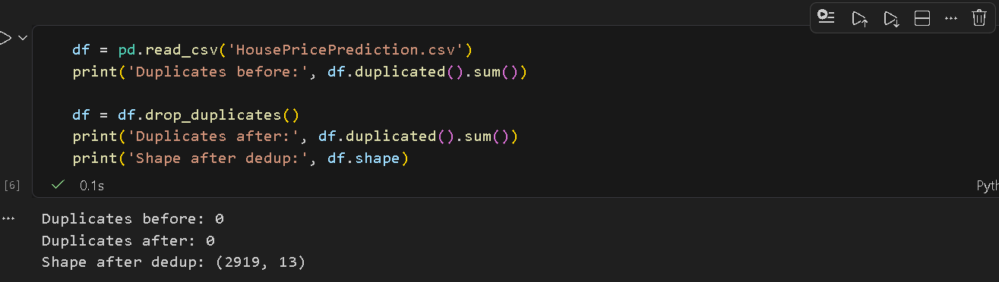 df = pd.read_csv('HousePricePrediction.csv')
print('Duplicates before:', df.duplicated().sum())
df = df.drop_duplicates()
print('Duplicates after:', df.duplicated().sum())
print('Shape after dedup:', df.shape)
[6]
0.1s
Pyth
Duplicates before: 0
Duplicates after: 0
Shape after dedup: (2919, 13)